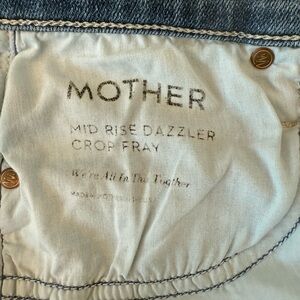 MOTHER
MID RISE DAZZLER
CROP FRAY
We're All In This Together